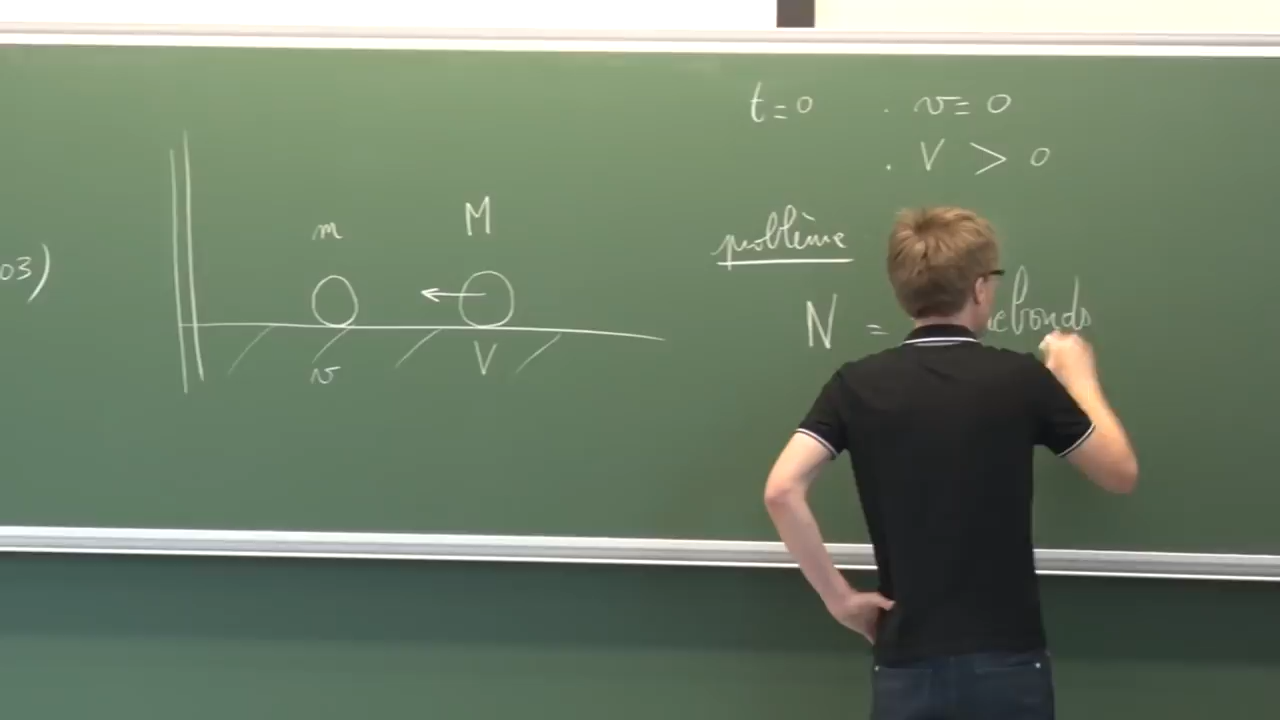 03)
m
M
v
V
t=0 . v=0
. V > 0
problème
N =